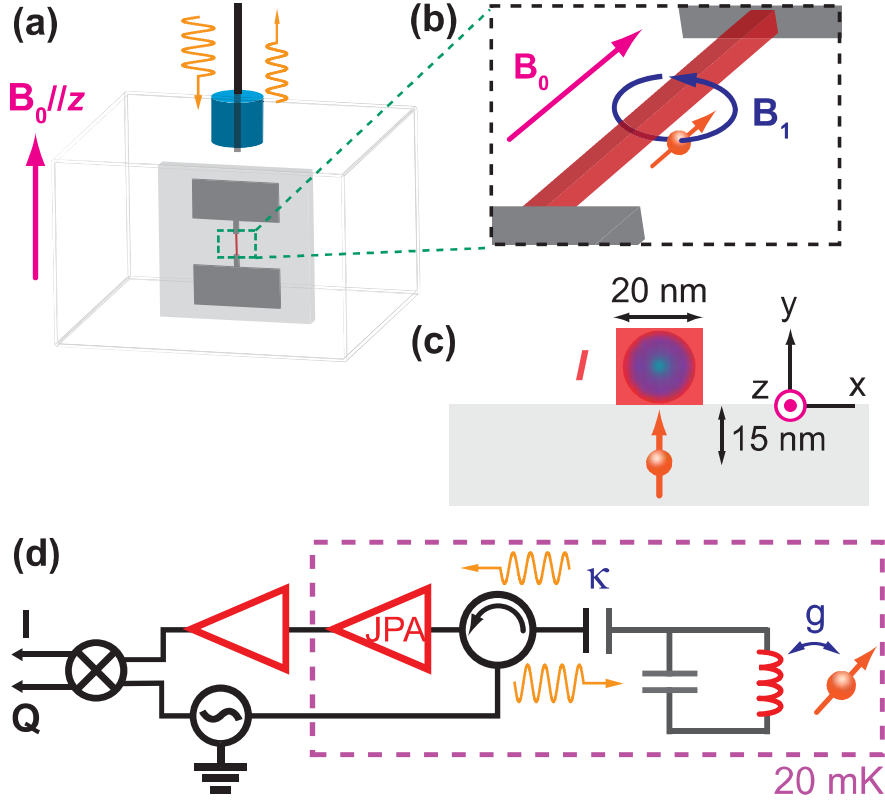 (a)
B₀//z
(b)
B₀
B₁
(c)
20 nm
I
y
z
x
15 nm
(d)
κ
I
JPA
g
Q
20 mK